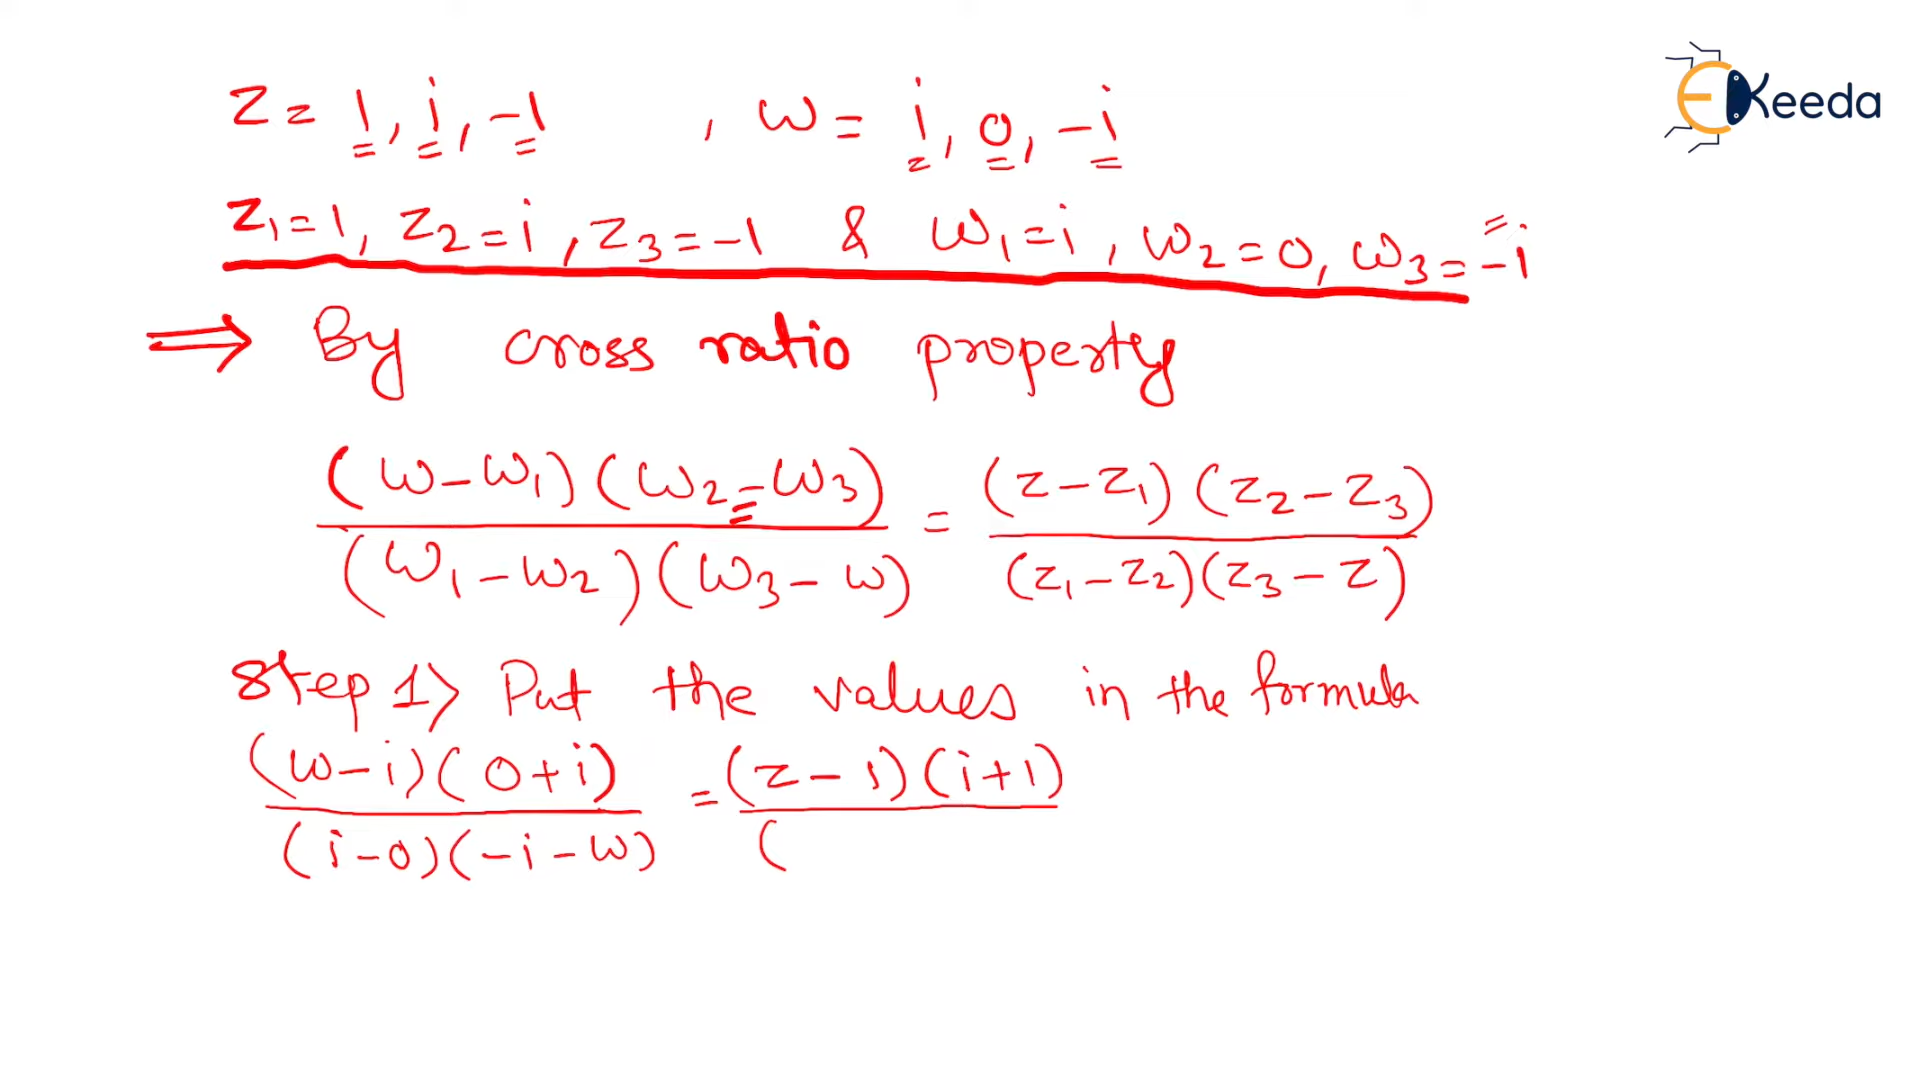 EKeeda
z = 1, i, -1 , w = i, 0, -i
z1 = 1, z2 = i, z3 = -1 & w1 = i, w2 = 0, w3 = -i
⇒ By cross ratio property
(w-w1)(w2-w3) / (w1-w2)(w3-w) = (z-z1)(z2-z3) / (z1-z2)(z3-z)
Step 1> Put the values in the formula
(w-i)(0+i) / (i-0)(-i-w) = (z-1)(i+1) / (